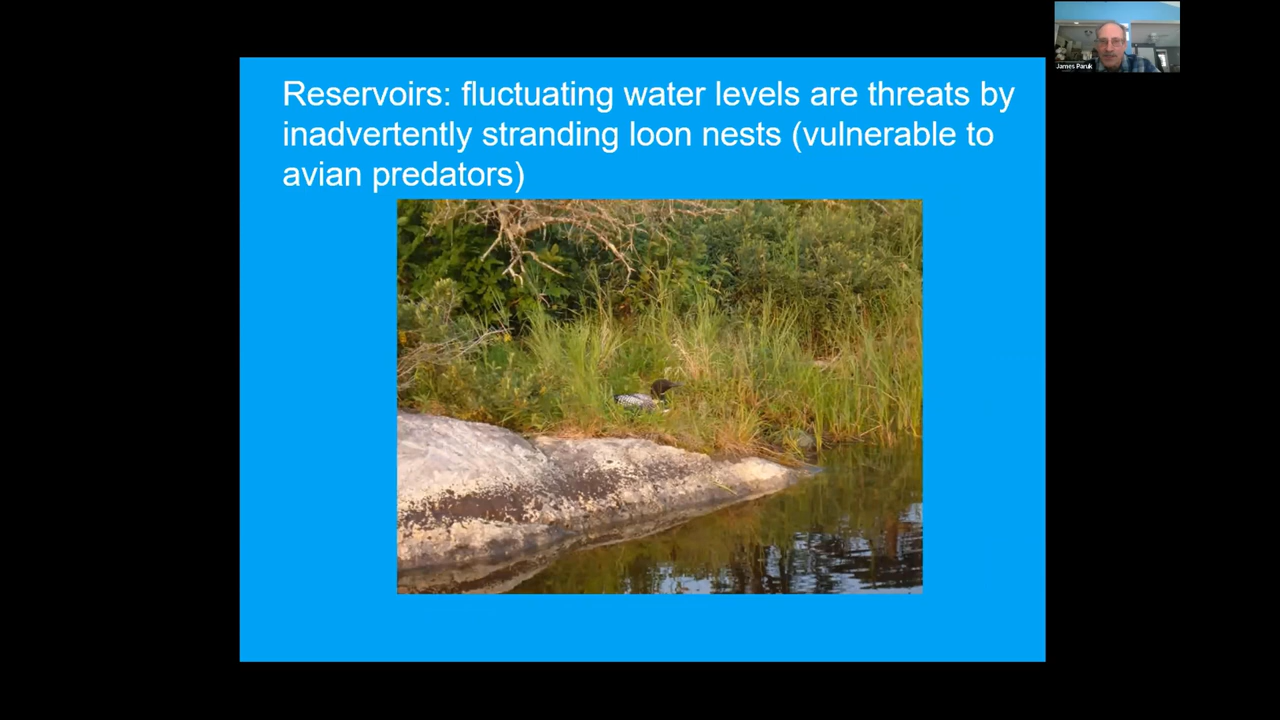 Reservoirs: fluctuating water levels are threats by
inadvertently stranding loon nests (vulnerable to
avian predators)
James Paruk